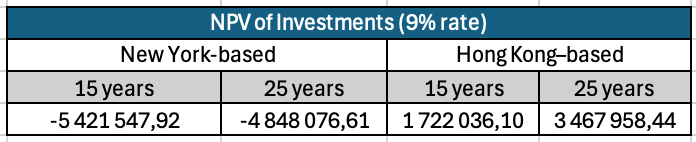 NPV of Investments (9% rate)
New York-based Hong Kong–based
15 years 25 years 15 years 25 years
-5 421 547,92 -4 848 076,61 1 722 036,10 3 467 958,44